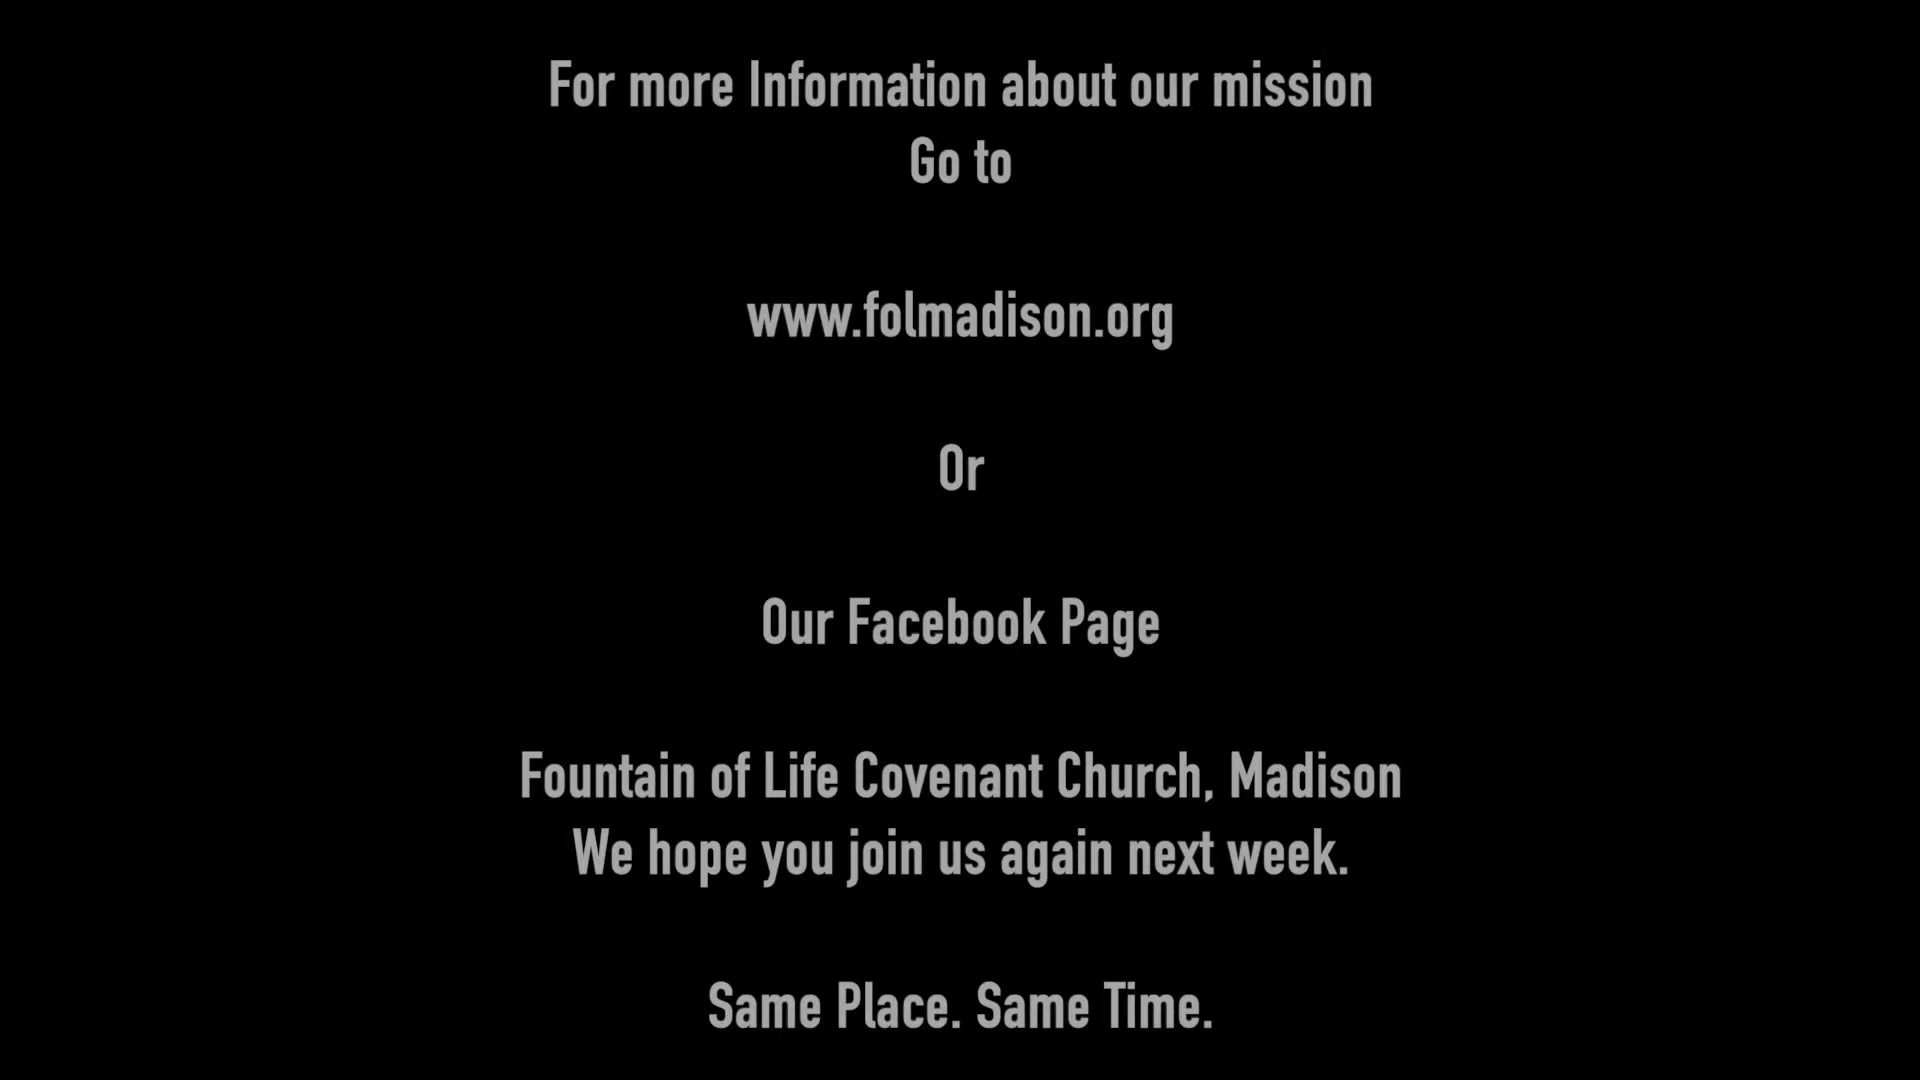 For more Information about our mission
Go to
www.folmadison.org
Or
Our Facebook Page
Fountain of Life Covenant Church, Madison
We hope you join us again next week.
Same Place. Same Time.